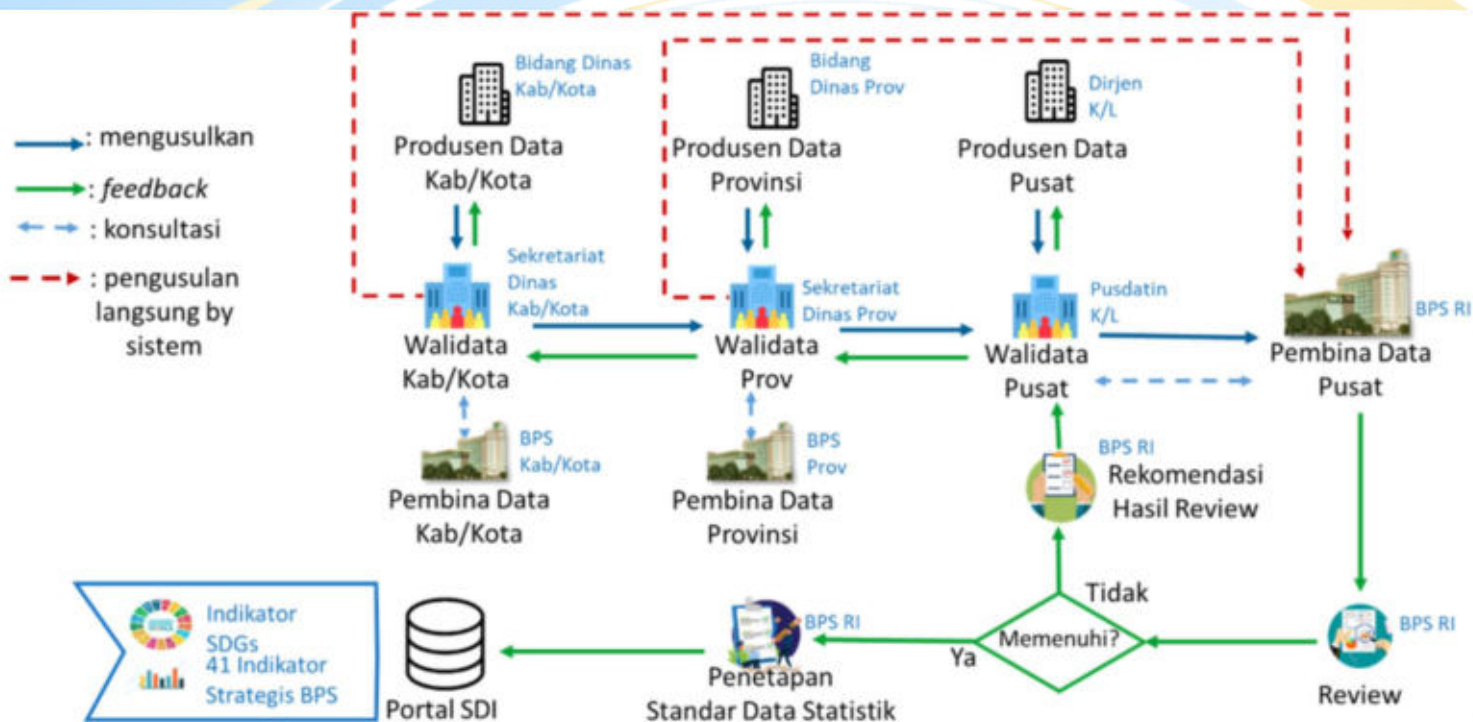 : mengusulkan
: feedback
: konsultasi
: pengusulan
langsung by
sistem
Bidang Dinas
Kab/Kota
Produsen Data
Kab/Kota
Bidang
Dinas Prov
Produsen Data
Provinsi
Dirjen
K/L
Produsen Data
Pusat
Sekretariat
Dinas
Kab/Kota
Walidata
Kab/Kota
Sekretariat
Dinas Prov
Walidata
Prov
Pusdatin
K/L
Walidata
Pusat
BPS RI
Pembina Data
Pusat
BPS
Kab/Kota
Pembina Data
Kab/Kota
BPS
Prov
Pembina Data
Provinsi
BPS RI
Rekomendasi
Hasil Review
Indikator
SDGs
41 Indikator
Strategis BPS
Portal SDI
BPS RI
Penetapan
Standar Data Statistik
Ya
Memenuhi?
Tidak
BPS RI
Review